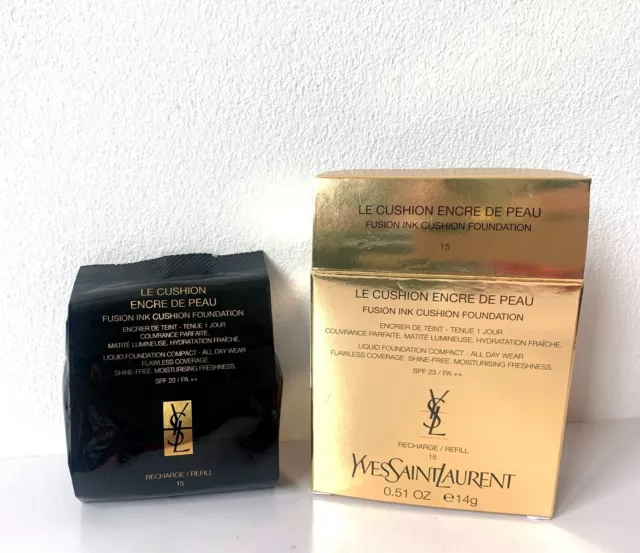 LE CUSHION
ENCRE DE PEAU
FUSION INK CUSHION FOUNDATION
ENCRIER DE TEINT - TENUE 1 JOUR
COUVRANCE PARFAITE.
MATITÉ LUMINEUSE. HYDRATATION FRAÎCHE.
LIQUID FOUNDATION COMPACT - ALL DAY WEAR
FLAWLESS COVERAGE.
SHINE-FREE. MOISTURISING FRESHNESS.
SPF 23 / PA ++
YSL
RECHARGE / REFILL
15
LE CUSHION ENCRE DE PEAU
FUSION INK CUSHION FOUNDATION
15
LE CUSHION ENCRE DE PEAU
FUSION INK CUSHION FOUNDATION
ENCRIER DE TEINT - TENUE 1 JOUR
COUVRANCE PARFAITE. MATITÉ LUMINEUSE. HYDRATATION FRAÎCHE.
LIQUID FOUNDATION COMPACT - ALL DAY WEAR
FLAWLESS COVERAGE. SHINE-FREE. MOISTURISING FRESHNESS.
SPF 23 / PA ++
YSL
RECHARGE / REFILL
15
YVESSAINTLAURENT
0.51 OZ ℮14g